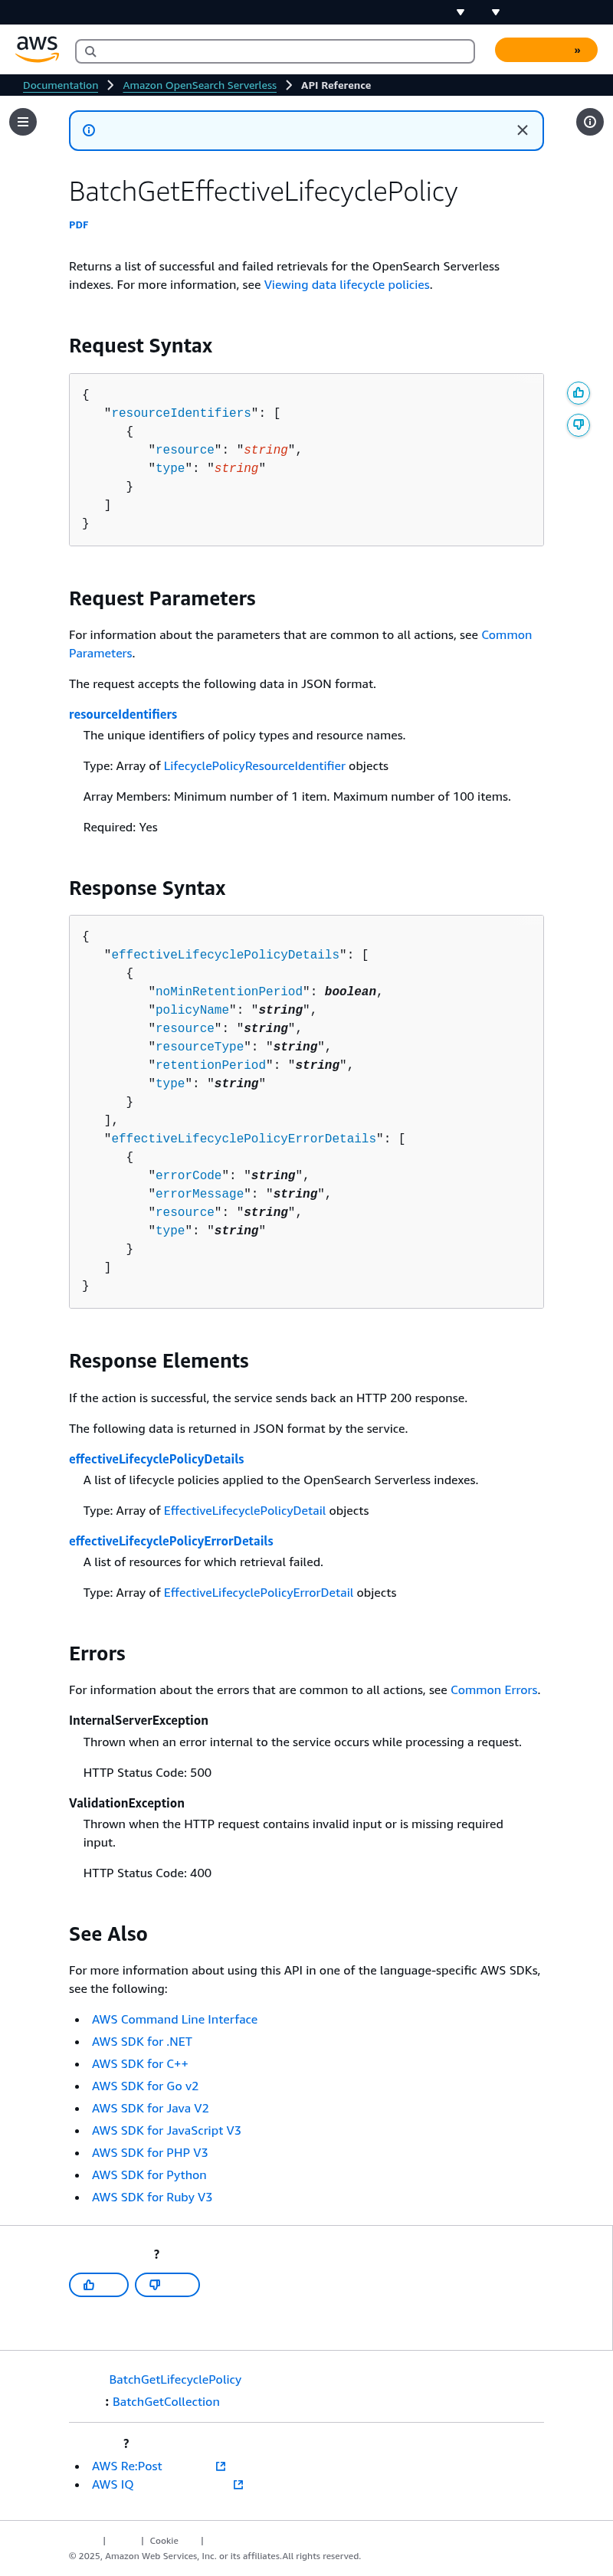 aws
»
Documentation
Amazon OpenSearch Serverless
API Reference
BatchGetEffectiveLifecyclePolicy
PDF
Returns a list of successful and failed retrievals for the OpenSearch Serverless
indexes. For more information, see Viewing data lifecycle policies.
Request Syntax
{
   "resourceIdentifiers": [
      {
         "resource": "string",
         "type": "string"
      }
   ]
}
Request Parameters
For information about the parameters that are common to all actions, see Common
Parameters.
The request accepts the following data in JSON format.
resourceIdentifiers
The unique identifiers of policy types and resource names.
Type: Array of LifecyclePolicyResourceIdentifier objects
Array Members: Minimum number of 1 item. Maximum number of 100 items.
Required: Yes
Response Syntax
{
   "effectiveLifecyclePolicyDetails": [
      {
         "noMinRetentionPeriod": boolean,
         "policyName": "string",
         "resource": "string",
         "resourceType": "string",
         "retentionPeriod": "string",
         "type": "string"
      }
   ],
   "effectiveLifecyclePolicyErrorDetails": [
      {
         "errorCode": "string",
         "errorMessage": "string",
         "resource": "string",
         "type": "string"
      }
   ]
}
Response Elements
If the action is successful, the service sends back an HTTP 200 response.
The following data is returned in JSON format by the service.
effectiveLifecyclePolicyDetails
A list of lifecycle policies applied to the OpenSearch Serverless indexes.
Type: Array of EffectiveLifecyclePolicyDetail objects
effectiveLifecyclePolicyErrorDetails
A list of resources for which retrieval failed.
Type: Array of EffectiveLifecyclePolicyErrorDetail objects
Errors
For information about the errors that are common to all actions, see Common Errors.
InternalServerException
Thrown when an error internal to the service occurs while processing a request.
HTTP Status Code: 500
ValidationException
Thrown when the HTTP request contains invalid input or is missing required
input.
HTTP Status Code: 400
See Also
For more information about using this API in one of the language-specific AWS SDKs,
see the following:
• AWS Command Line Interface
• AWS SDK for .NET
• AWS SDK for C++
• AWS SDK for Go v2
• AWS SDK for Java V2
• AWS SDK for JavaScript V3
• AWS SDK for PHP V3
• AWS SDK for Python
• AWS SDK for Ruby V3
?
BatchGetLifecyclePolicy
: BatchGetCollection
?
• AWS Re:Post
• AWS IQ
| | Cookie |
© 2025, Amazon Web Services, Inc. or its affiliates.All rights reserved.